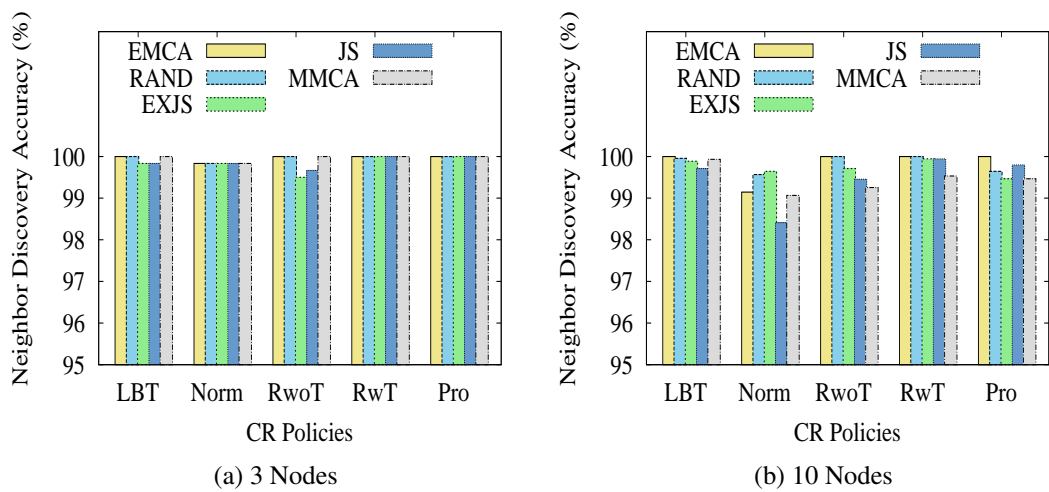 Neighbor Discovery Accuracy (%)
EMCA
RAND
EXJS
JS
MMCA
100
99
98
97
96
95
LBT Norm RwoT RwT Pro
CR Policies
(a) 3 Nodes
Neighbor Discovery Accuracy (%)
EMCA
RAND
EXJS
JS
MMCA
100
99
98
97
96
95
LBT Norm RwoT RwT Pro
CR Policies
(b) 10 Nodes